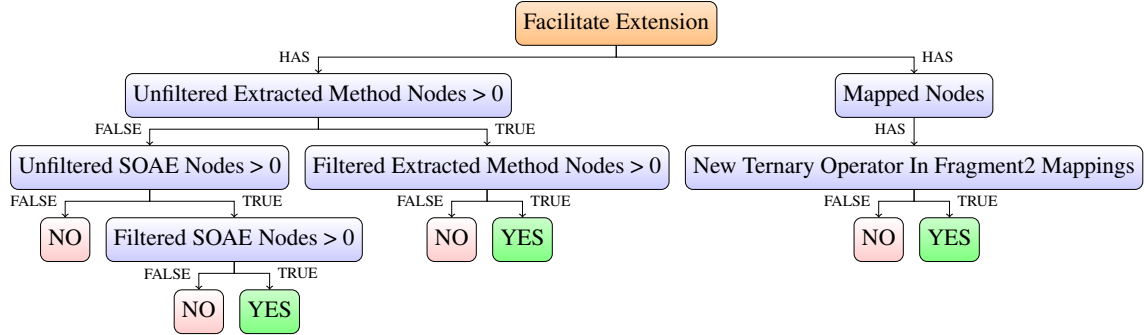 Facilitate Extension
HAS HAS
Unfiltered Extracted Method Nodes > 0 Mapped Nodes
FALSE TRUE HAS
Unfiltered SOAE Nodes > 0 Filtered Extracted Method Nodes > 0 New Ternary Operator In Fragment2 Mappings
FALSE TRUE FALSE TRUE FALSE TRUE
NO Filtered SOAE Nodes > 0 NO YES NO YES
FALSE TRUE
NO YES